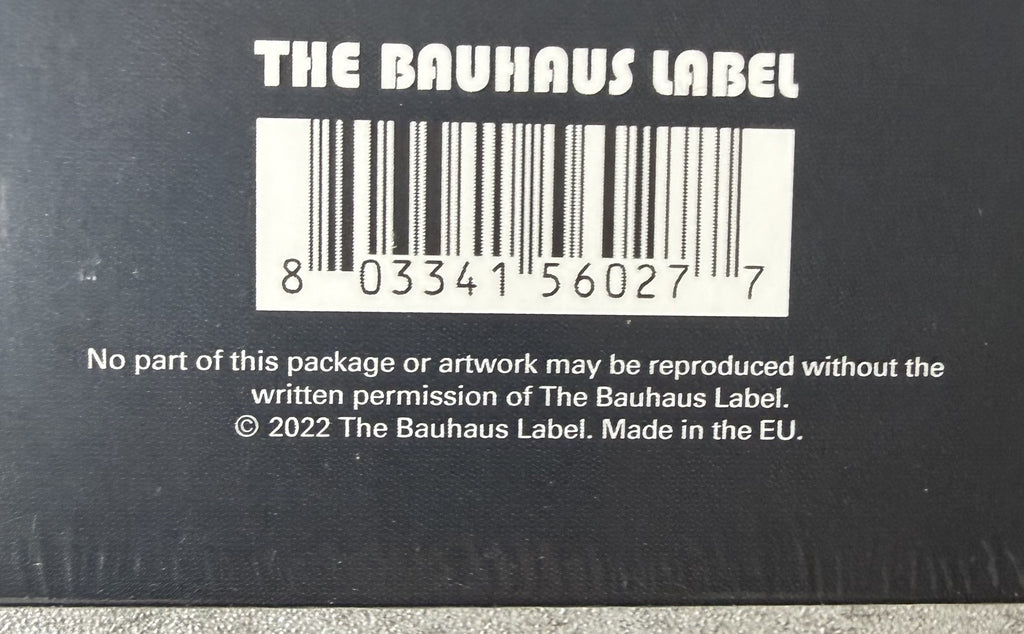 THE BAUHAUS LABEL
8 03341 56027 7
No part of this package or artwork may be reproduced without the
written permission of The Bauhaus Label.
© 2022 The Bauhaus Label. Made in the EU.